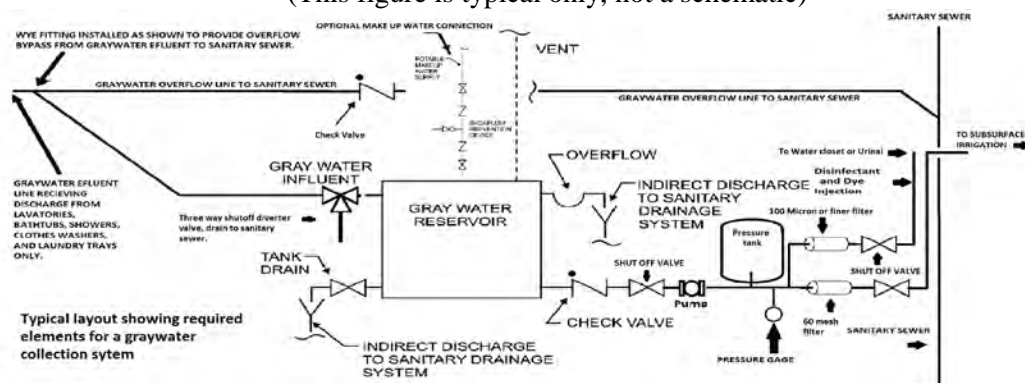 (This figure is typical only, not a schematic)
OPTIONAL MAKE UP WATER CONNECTION
SANITARY SEWER
WYE FITTING INSTALLED AS SHOWN TO PROVIDE OVERFLOW
BYPASS FROM GRAYWATER EFLUENT TO SANITARY SEWER.
POTABLE
MAKEUP
WATER
SUPPLY
VENT
GRAYWATER OVERFLOW LINE TO SANITARY SEWER
GRAYWATER OVERFLOW LINE TO SANITARY SEWER
Check Valve
BACKFLOW
PREVENTION
DEVICE
TO SUBSURFACE
IRRIGATION
To Water closet or Urinal
Disinfectant
and Dye
Injection
GRAY WATER
INFLUENT
OVERFLOW
GRAYWATER EFLUENT
LINE RECIEVING
DISCHARGE FROM
LAVATORIES,
BATHTUBS, SHOWERS,
CLOTHES WASHERS,
AND LAUNDRY TRAYS
ONLY.
INDIRECT DISCHARGE
TO SANITARY
DRAINAGE
SYSTEM
GRAY WATER
RESERVOIR
Three way shutoff diverter
valve, drain to sanitary
sewer.
100 Micron or finer filter
Pressure
tank
TANK
DRAIN
SHUT OFF VALVE
SHUT OFF VALVE
Pump
CHECK VALVE
60 mesh
filter
SANITARY SEWER
Typical layout showing required
elements for a graywater
collection sytem
INDIRECT DISCHARGE
TO SANITARY DRAINAGE
SYSTEM
PRESSURE GAGE